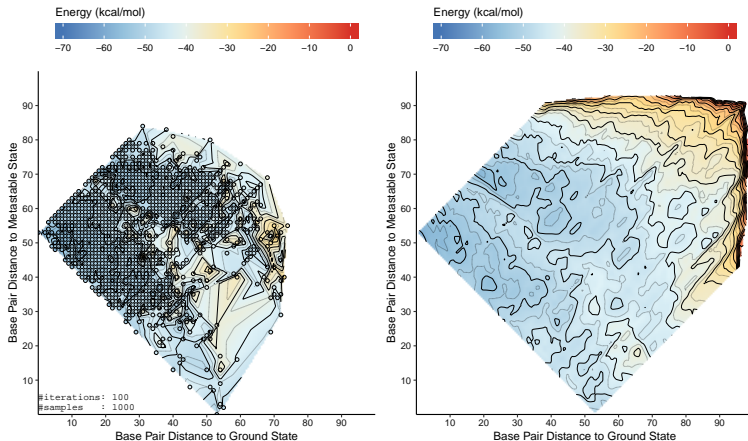 Energy (kcal/mol)
−70 −60 −50 −40 −30 −20 −10 0
Base Pair Distance to Metastable State
90
80
70
60
50
40
30
20
10
#iterations: 100
#samples : 1000
10 20 30 40 50 60 70 80 90
Base Pair Distance to Ground State
Energy (kcal/mol)
−70 −60 −50 −40 −30 −20 −10 0
Base Pair Distance to Metastable State
90
80
70
60
50
40
30
20
10
10 20 30 40 50 60 70 80 90
Base Pair Distance to Ground State